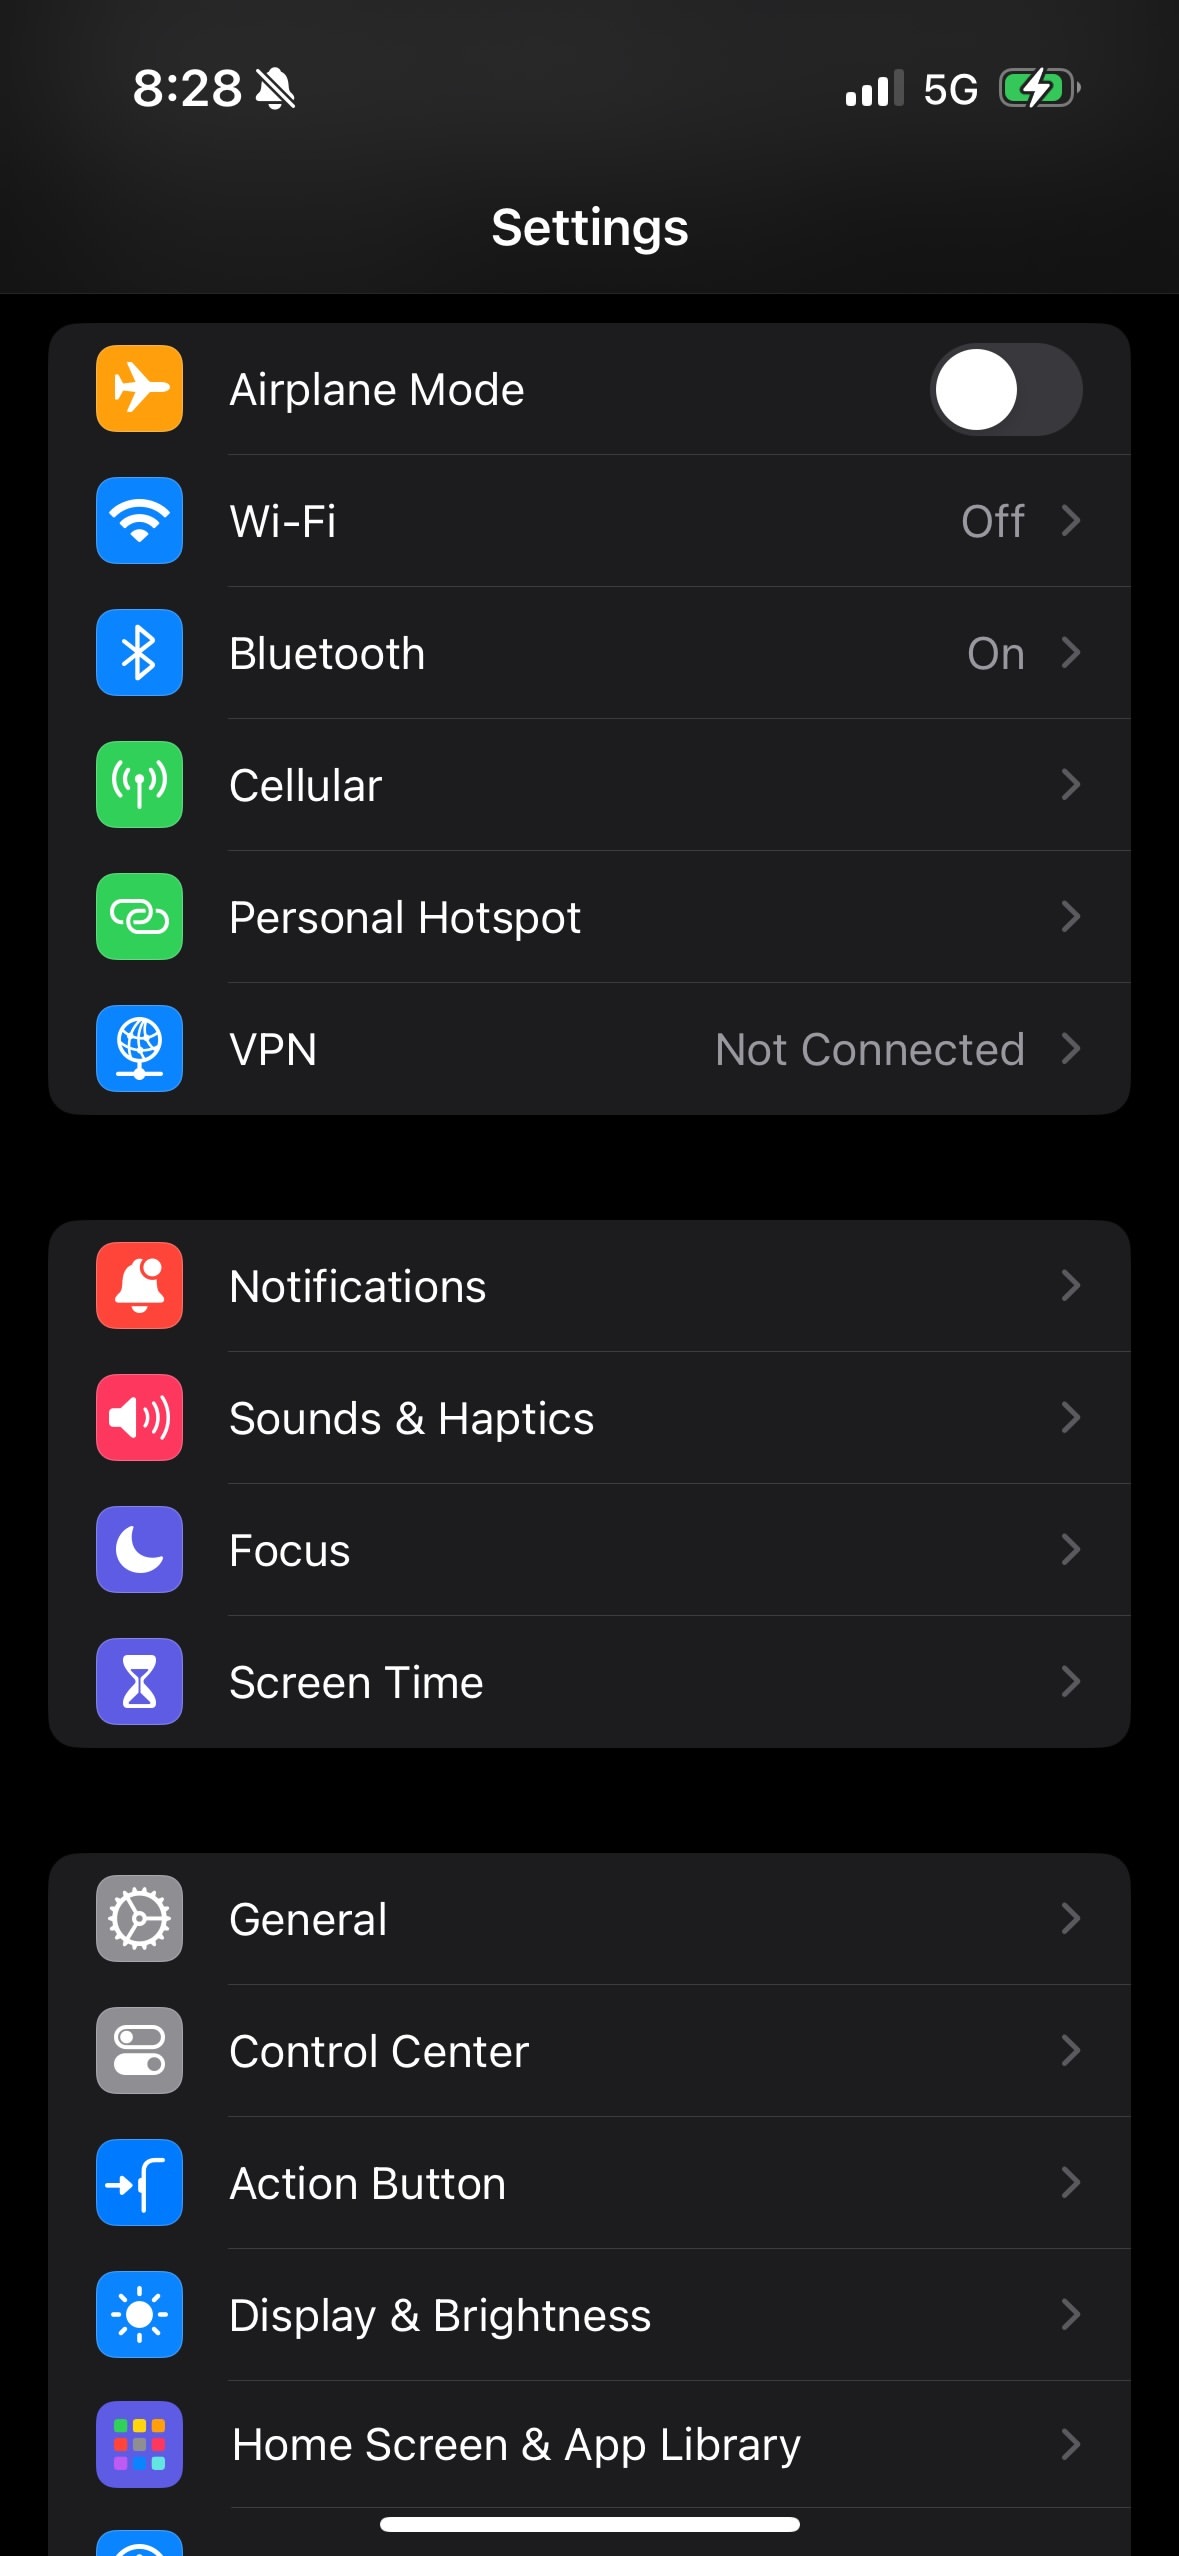 8:28 5G
Settings
Airplane Mode
Wi-Fi Off
Bluetooth On
Cellular
Personal Hotspot
VPN Not Connected
Notifications
Sounds & Haptics
Focus
Screen Time
General
Control Center
Action Button
Display & Brightness
Home Screen & App Library